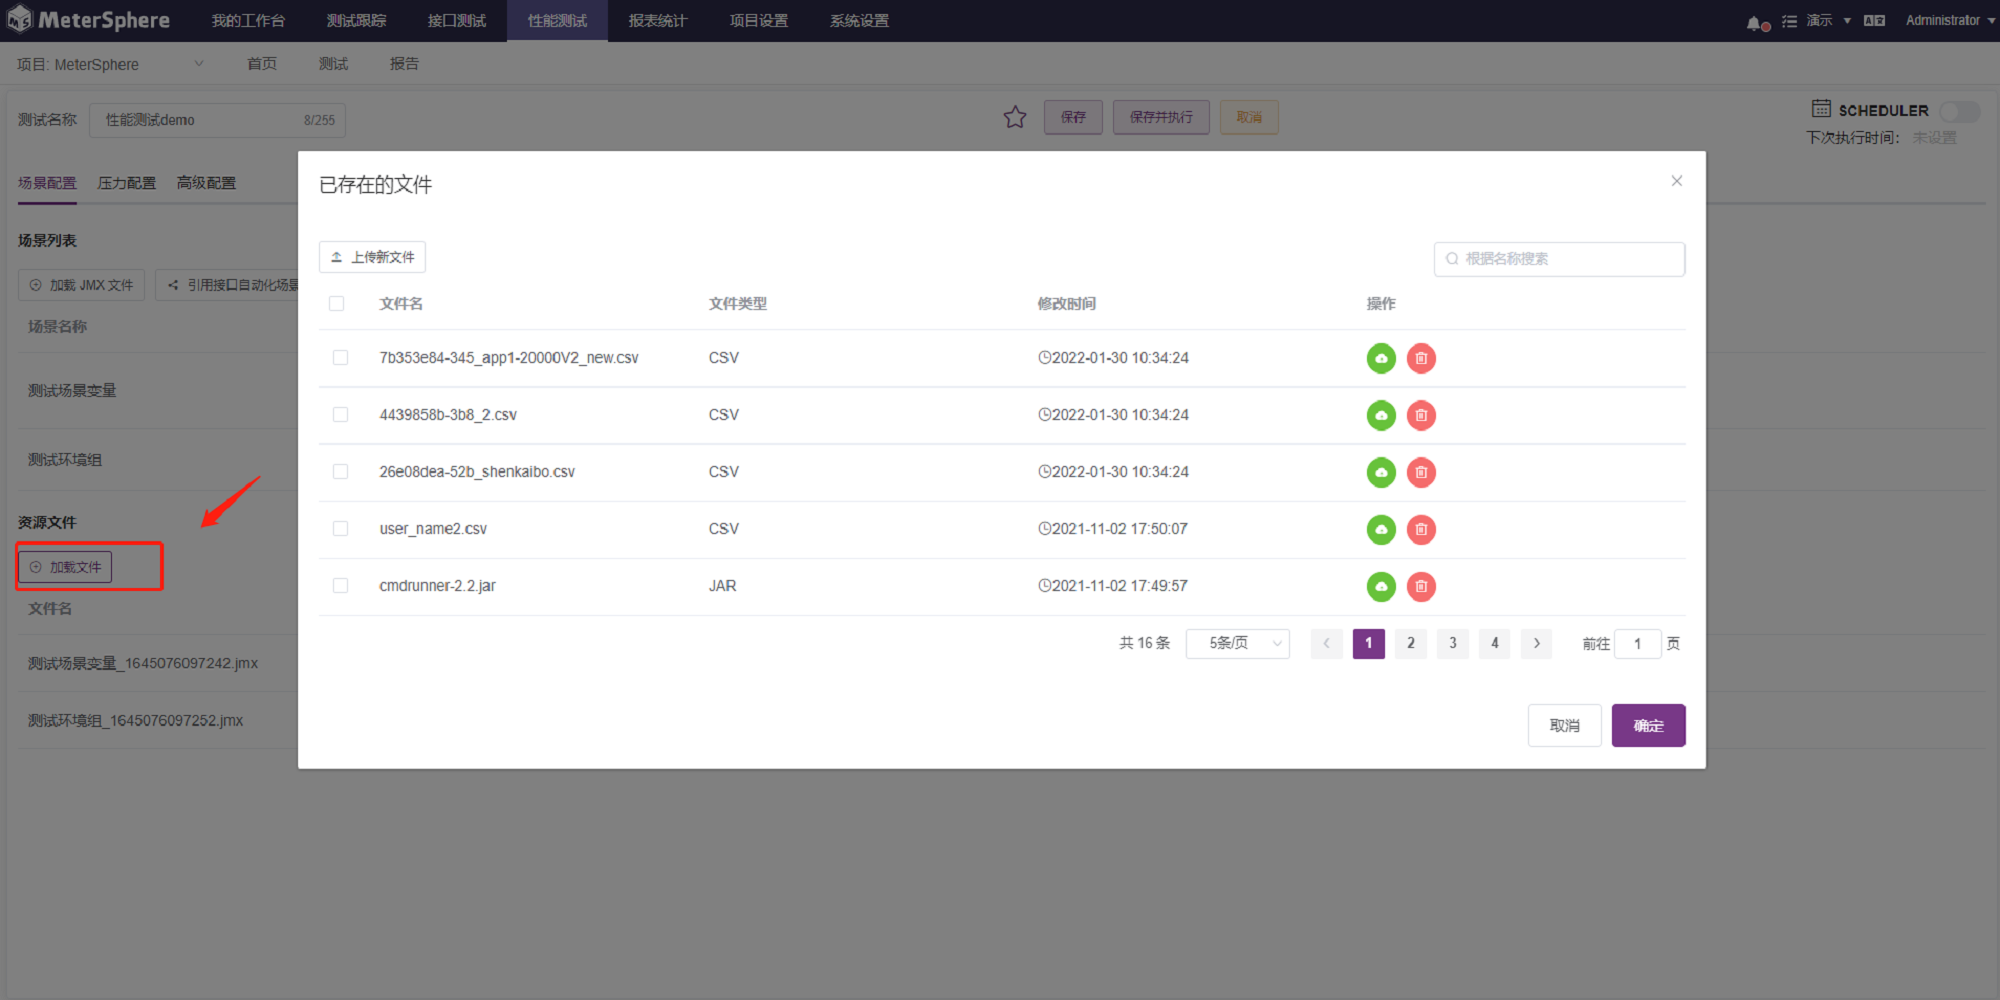 MeterSphere 我的工作台 测试跟踪 接口测试 性能测试 报表统计 项目设置 系统设置 演示 Administrator
项目: MeterSphere 首页 测试 报告
测试名称 性能测试demo 8/255 保存 保存并执行 取消 SCHEDULER
下次执行时间: 未设置
场景配置 压力配置 高级配置
场景列表
加载 JMX 文件 引用接口自动化场景
场景名称
测试场景变量
测试环境组
资源文件
加载文件
文件名
测试场景变量_1645076097242.jmx
测试环境组_1645076097252.jmx
已存在的文件
上传新文件 根据名称搜索
文件名 文件类型 修改时间 操作
7b353e84-345_app1-20000V2_new.csv CSV 2022-01-30 10:34:24
4439858b-3b8_2.csv CSV 2022-01-30 10:34:24
26e08dea-52b_shenkaibo.csv CSV 2022-01-30 10:34:24
user_name2.csv CSV 2021-11-02 17:50:07
cmdrunner-2.2.jar JAR 2021-11-02 17:49:57
共 16 条 5条/页 1 2 3 4 前往 1 页
取消 确定